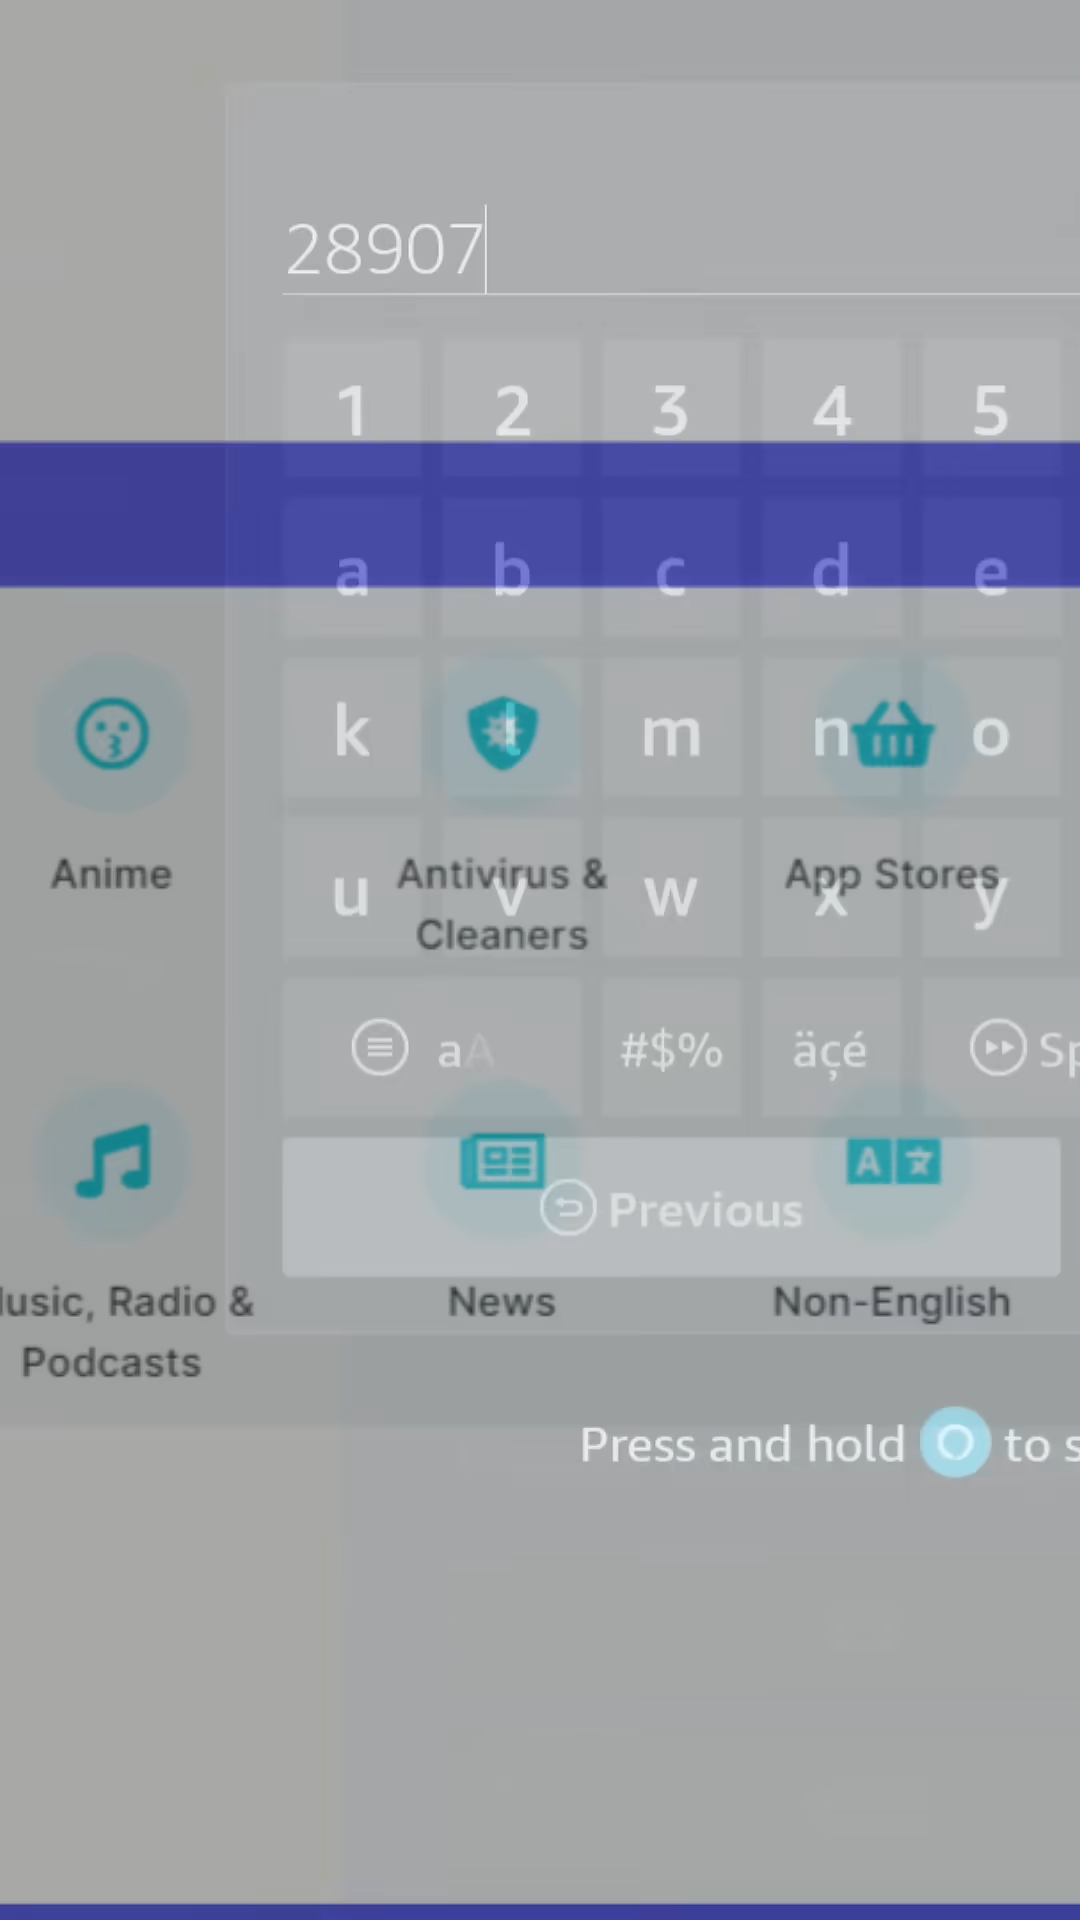 28907
1 2 3 4 5
a b c d e
k l m n o
Anime
Antivirus &
Cleaners
App Stores
u v w x y
aA #$% äçé Sp
Previous
Music, Radio &
Podcasts
News
Non-English
Press and hold to s